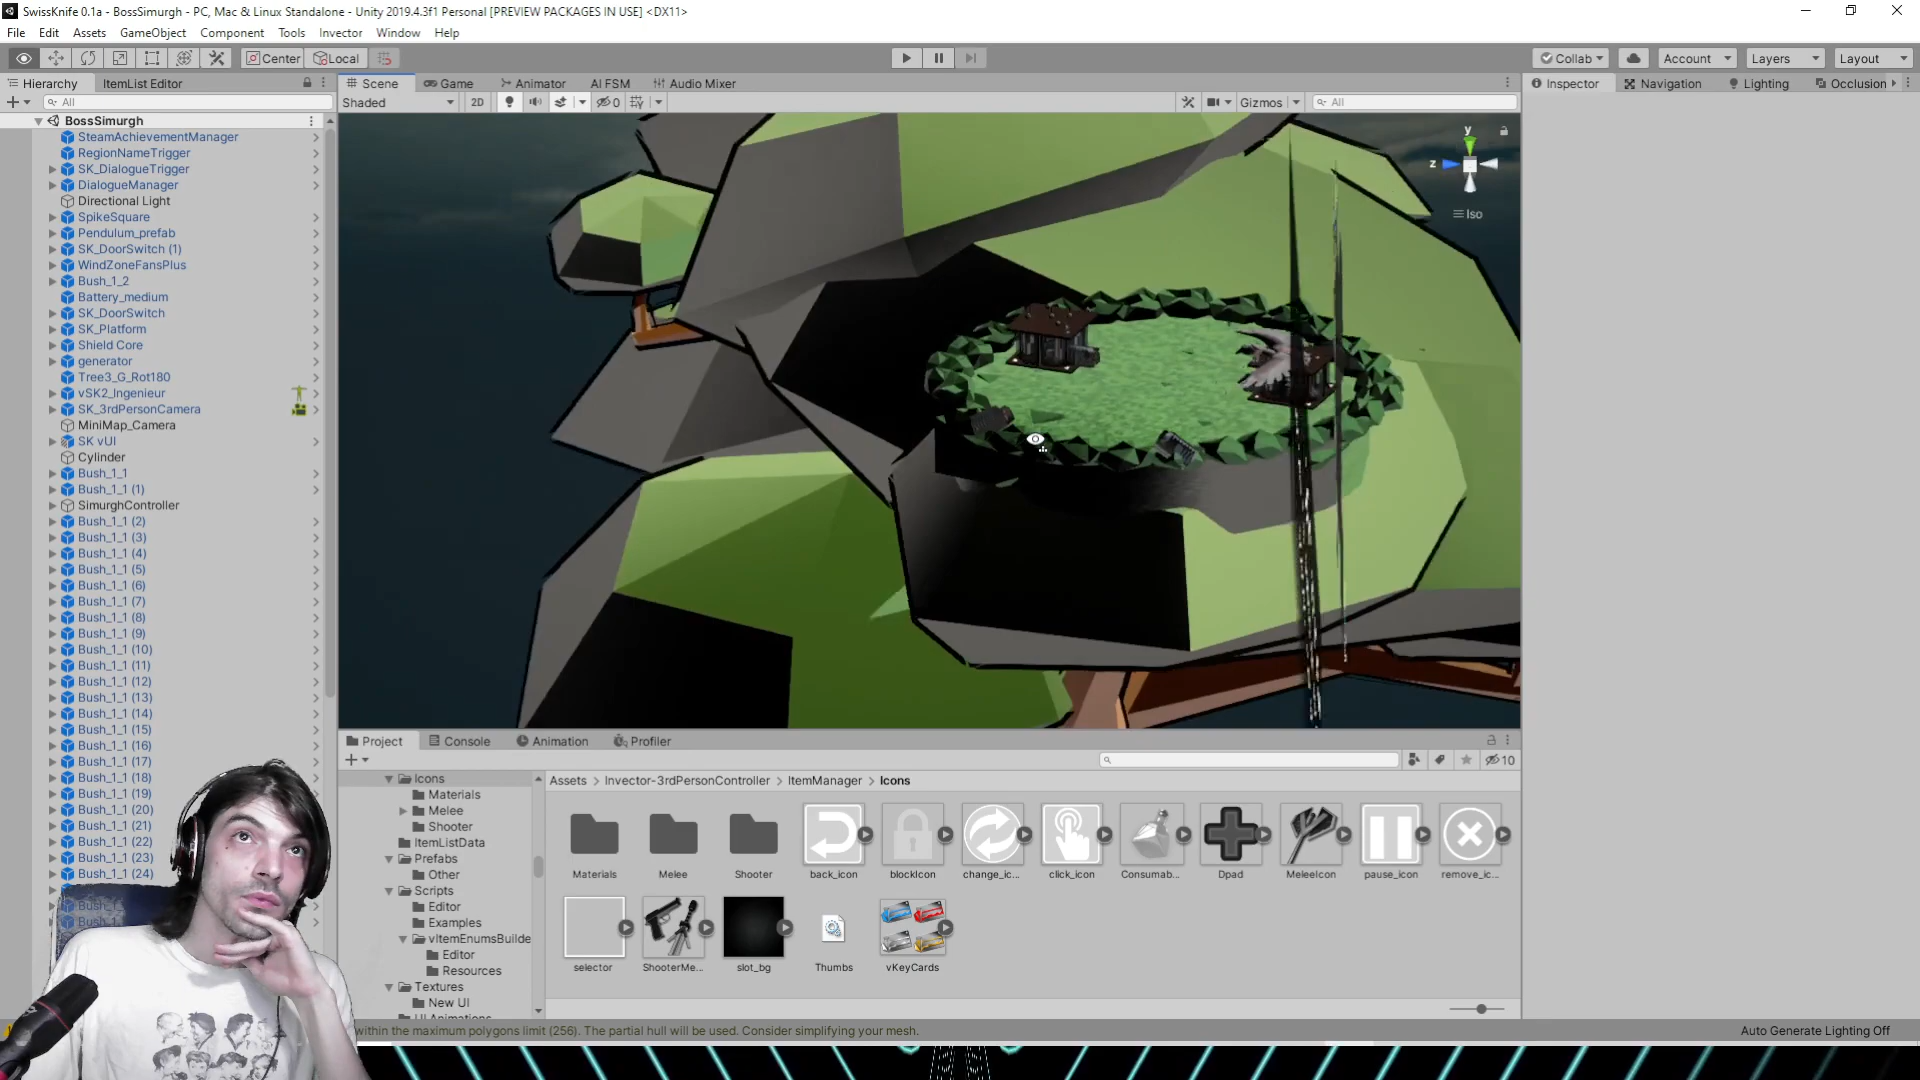 SwissKnife 0.1a - BossSimurgh - PC, Mac & Linux Standalone - Unity 2019.4.3f1 Personal [PREVIEW PACKAGES IN USE] <DX11>
File Edit Assets GameObject Component Tools Invector Window Help
Center Local Collab Account Layers Layout
Hierarchy ItemList Editor Scene Game Animator AI FSM Audio Mixer Inspector Navigation Lighting Occlusion
All Shaded 2D 0 Gizmos All
BossSimurgh
SteamAchievementManager
RegionNameTrigger
SK_DialogueTrigger
DialogueManager
Directional Light
SpikeSquare
Pendulum_prefab
SK_DoorSwitch (1)
WindZoneFansPlus
Bush_1_2
Battery_medium
SK_DoorSwitch
SK_Platform
Shield Core
generator
Tree3_G_Rot180
vSK2_Ingenieur
SK_3rdPersonCamera
MiniMap_Camera
SK vUI
Cylinder
Bush_1_1
Bush_1_1 (1)
SimurghController
Bush_1_1 (2)
Bush_1_1 (3)
Bush_1_1 (4)
Bush_1_1 (5)
Bush_1_1 (6)
Bush_1_1 (7)
Bush_1_1 (8)
Bush_1_1 (9)
Bush_1_1 (10)
Bush_1_1 (11)
Bush_1_1 (12)
Bush_1_1 (13)
Bush_1_1 (14)
Bush_1_1 (15)
Bush_1_1 (16)
Bush_1_1 (17)
Bush_1_1 (18)
Bush_1_1 (19)
Bush_1_1 (20)
Bush_1_1 (21)
Bush_1_1 (22)
Bush_1_1 (23)
Bush_1_1 (24)
y
z
Iso
Project Console Animation Profiler
10
Icons
Materials
Melee
Shooter
ItemListData
Prefabs
Other
Scripts
Editor
Examples
vItemEnumsBuilde
Editor
Resources
Textures
New UI
Assets Invector-3rdPersonController ItemManager Icons
Materials Melee Shooter back_icon blockIcon change_ic... click_icon Consumab... Dpad MeleeIcon pause_icon remove_ic...
selector ShooterMe... slot_bg Thumbs vKeyCards
within the maximum polygons limit (256). The partial hull will be used. Consider simplifying your mesh.
Auto Generate Lighting Off